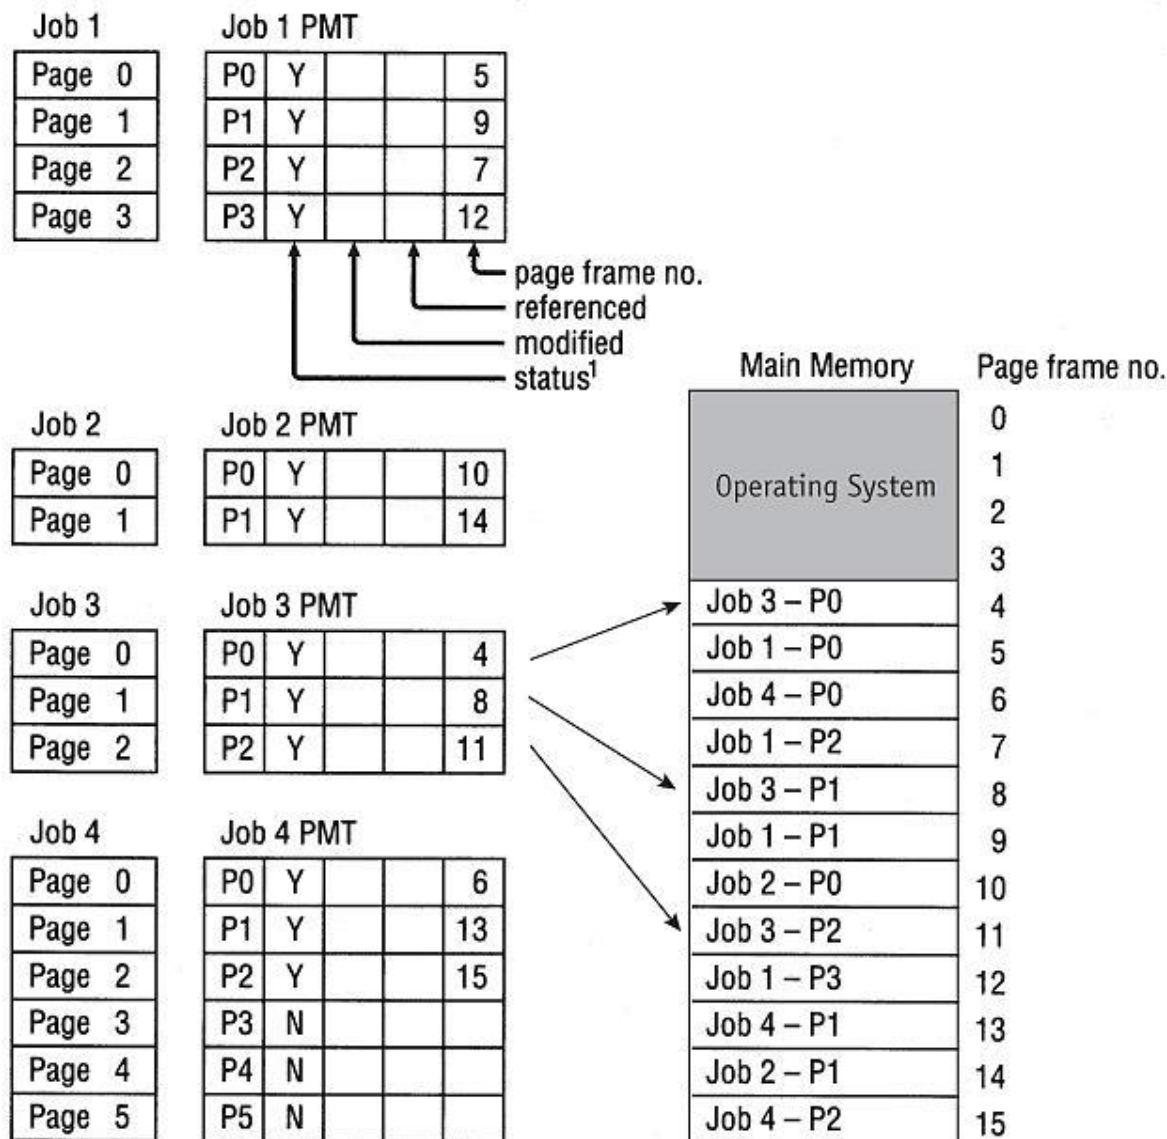 Job 1
Page 0
Page 1
Page 2
Page 3
Job 1 PMT
P0 Y 5
P1 Y 9
P2 Y 7
P3 Y 12
page frame no.
referenced
modified
status1
Job 2
Page 0
Page 1
Job 2 PMT
P0 Y 10
P1 Y 14
Job 3
Page 0
Page 1
Page 2
Job 3 PMT
P0 Y 4
P1 Y 8
P2 Y 11
Job 4
Page 0
Page 1
Page 2
Page 3
Page 4
Page 5
Job 4 PMT
P0 Y 6
P1 Y 13
P2 Y 15
P3 N
P4 N
P5 N
Main Memory Page frame no.
0
1
Operating System
2
3
Job 3 – P0 4
Job 1 – P0 5
Job 4 – P0 6
Job 1 – P2 7
Job 3 – P1 8
Job 1 – P1 9
Job 2 – P0 10
Job 3 – P2 11
Job 1 – P3 12
Job 4 – P1 13
Job 2 – P1 14
Job 4 – P2 15